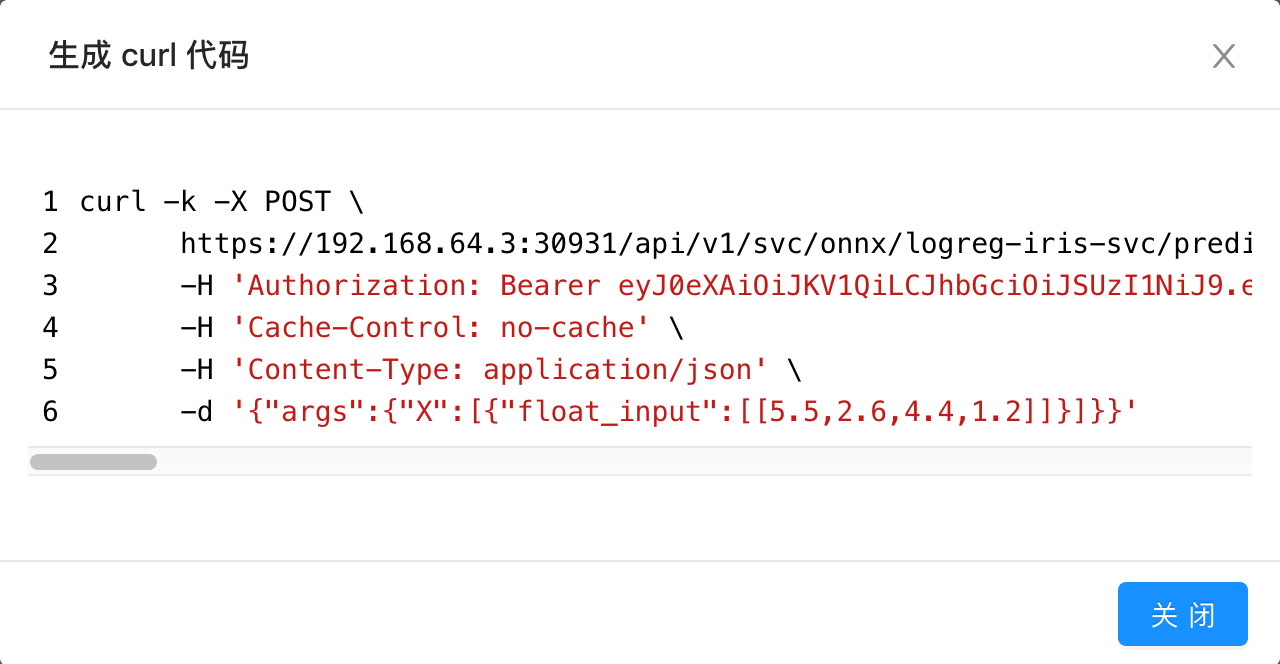 生成 curl 代码
1 curl -k -X POST \
2 https://192.168.64.3:30931/api/v1/svc/onnx/logreg-iris-svc/predi
3 -H 'Authorization: Bearer eyJ0eXAiOiJKV1QiLCJhbGciOiJSUzI1NiJ9.e
4 -H 'Cache-Control: no-cache' \
5 -H 'Content-Type: application/json' \
6 -d '{"args":{"X":[{"float_input":[[5.5,2.6,4.4,1.2]]}]}}'
关 闭